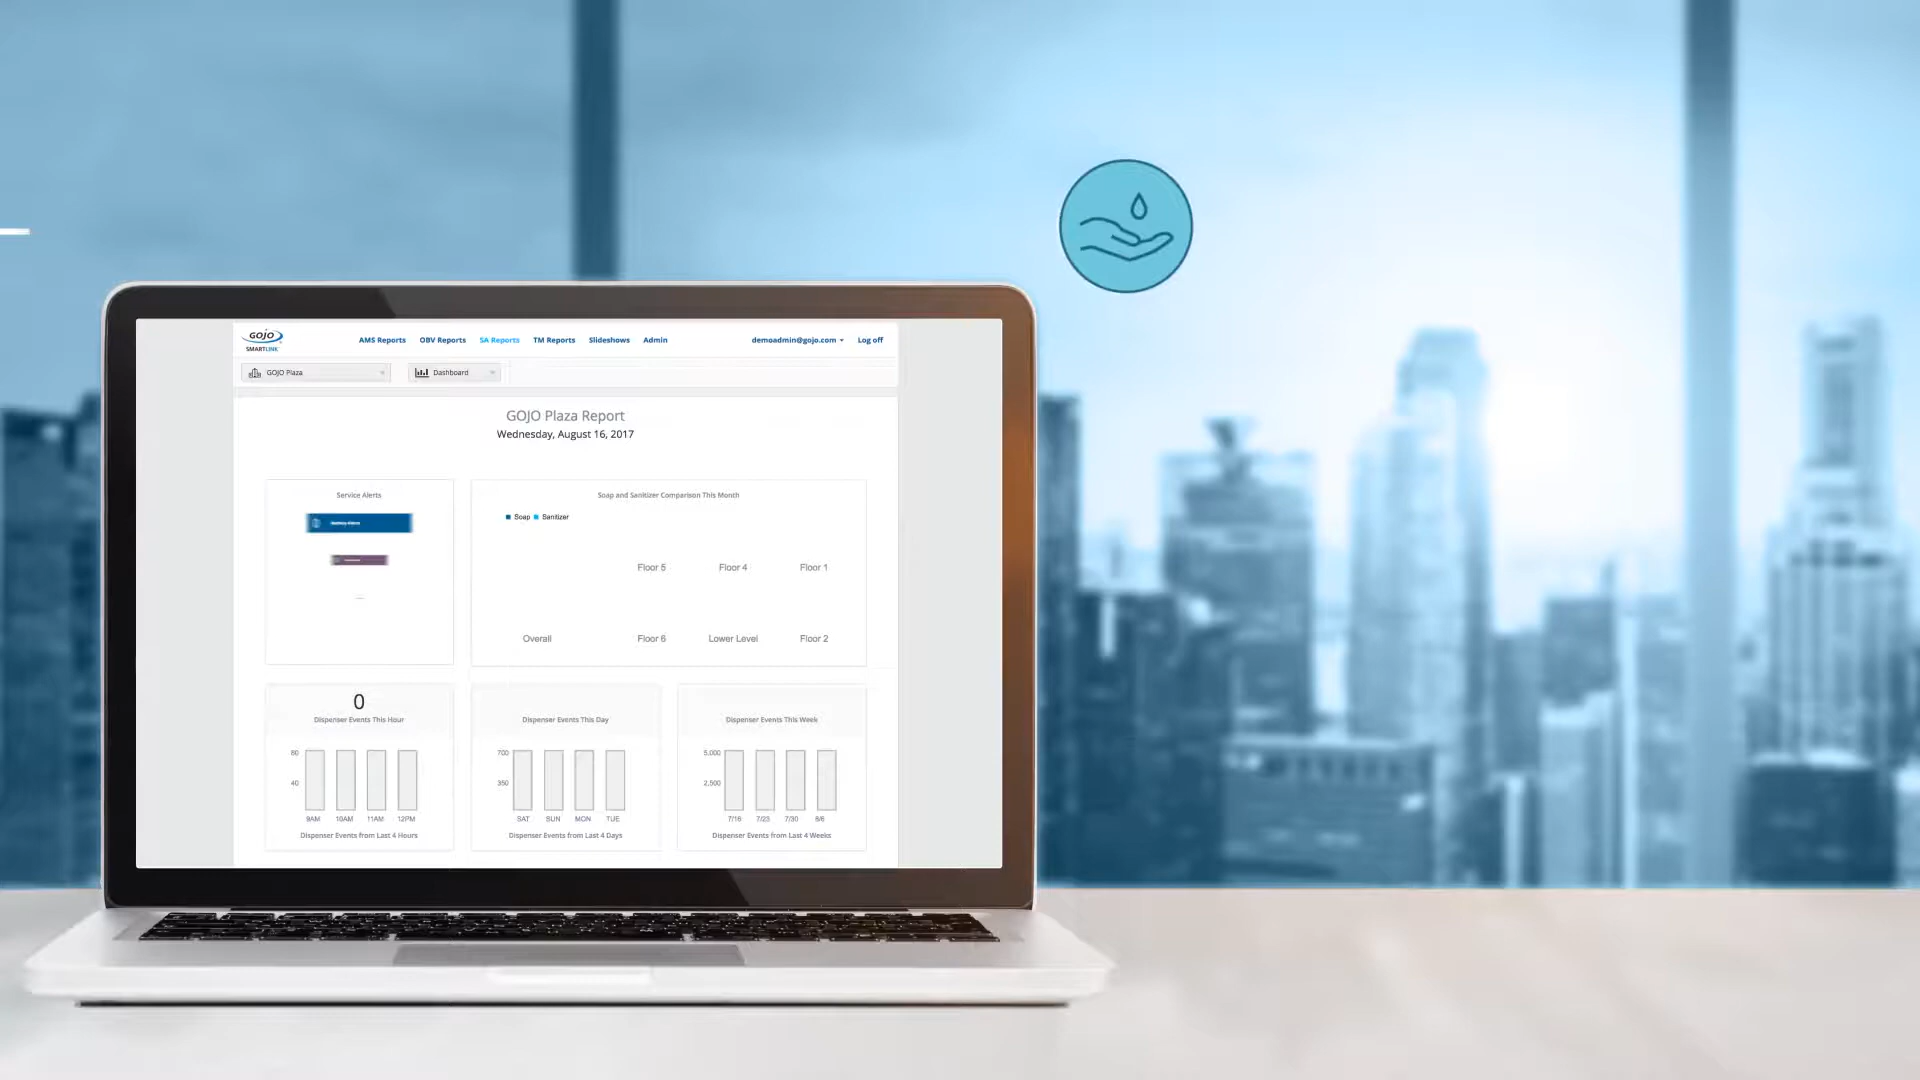 GOJO
SMARTLINK
AMS Reports OBV Reports SA Reports TM Reports Slideshows Admin demoadmin@gojo.com Log off
GOJO Plaza Dashboard
GOJO Plaza Report
Wednesday, August 16, 2017
Service Alerts
Soap and Sanitizer Comparison This Month
Soap Sanitizer
Floor 5 Floor 4 Floor 1
Overall Floor 6 Lower Level Floor 2
0
Dispenser Events This Hour
80
40
9AM 10AM 11AM 12PM
Dispenser Events from Last 4 Hours
Dispenser Events This Day
700
350
SAT SUN MON TUE
Dispenser Events from Last 4 Days
Dispenser Events This Week
5,000
2,500
7/16 7/23 7/30 8/6
Dispenser Events from Last 4 Weeks